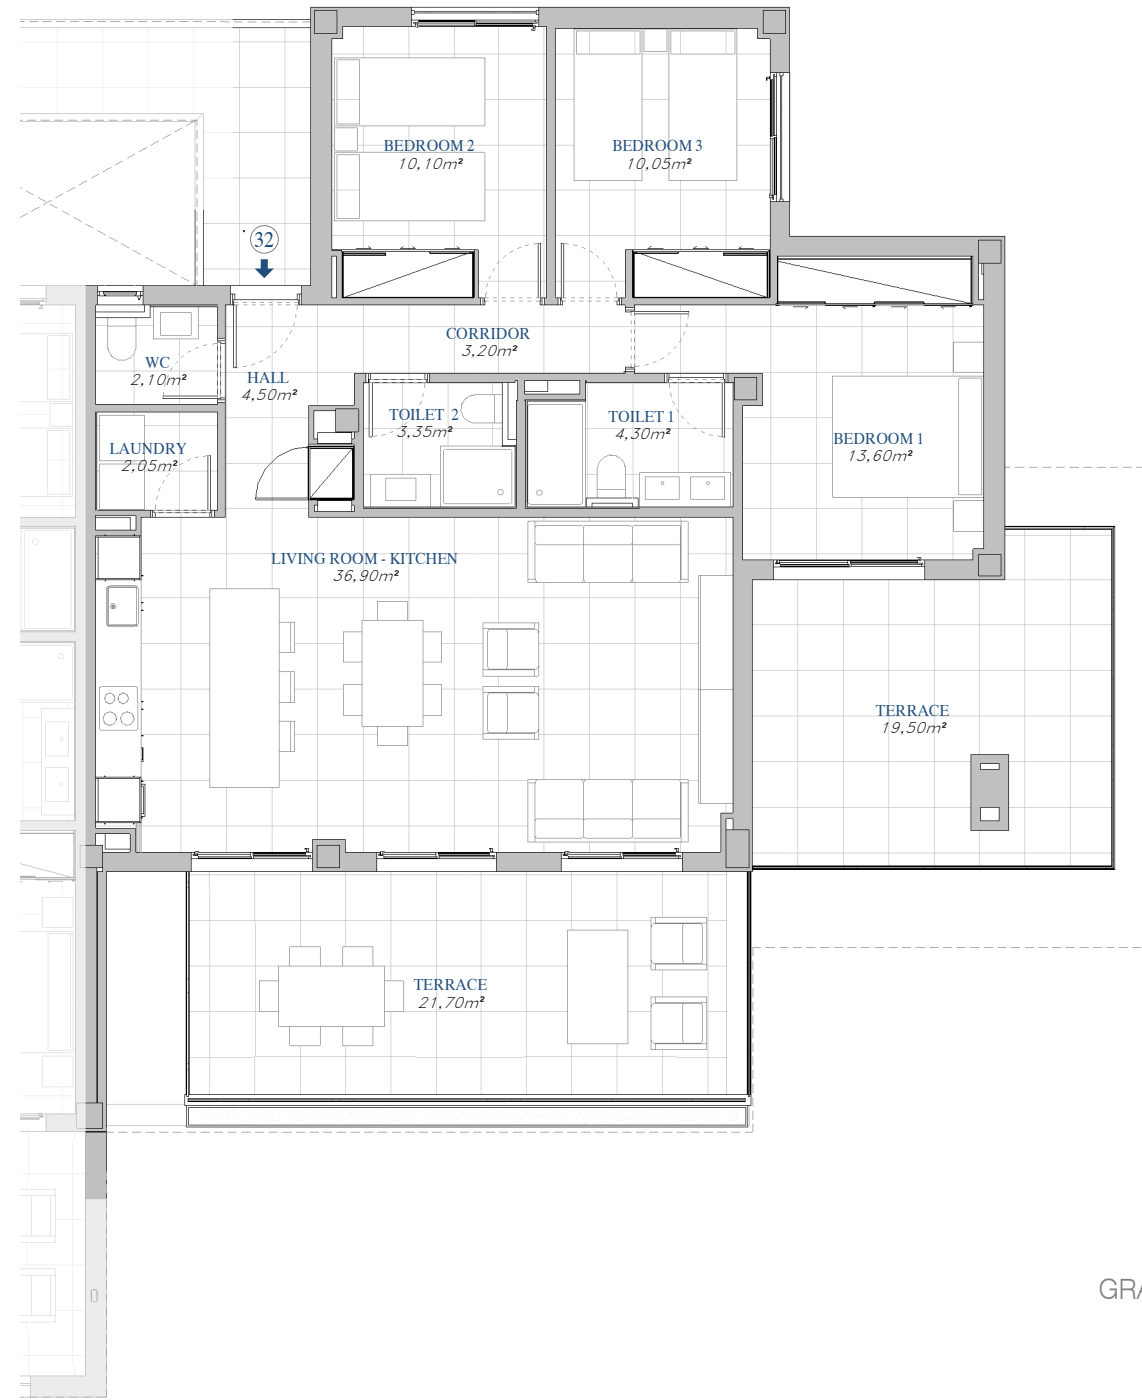 BEDROOM 2
10,10m²
BEDROOM 3
10,05m²
32
CORRIDOR
3,20m²
WC
2,10m²
HALL
4,50m²
TOILET 2
3,35m²
TOILET 1
4,30m²
BEDROOM 1
13,60m²
LAUNDRY
2,05m²
LIVING ROOM - KITCHEN
36,90m²
TERRACE
19,50m²
TERRACE
21,70m²